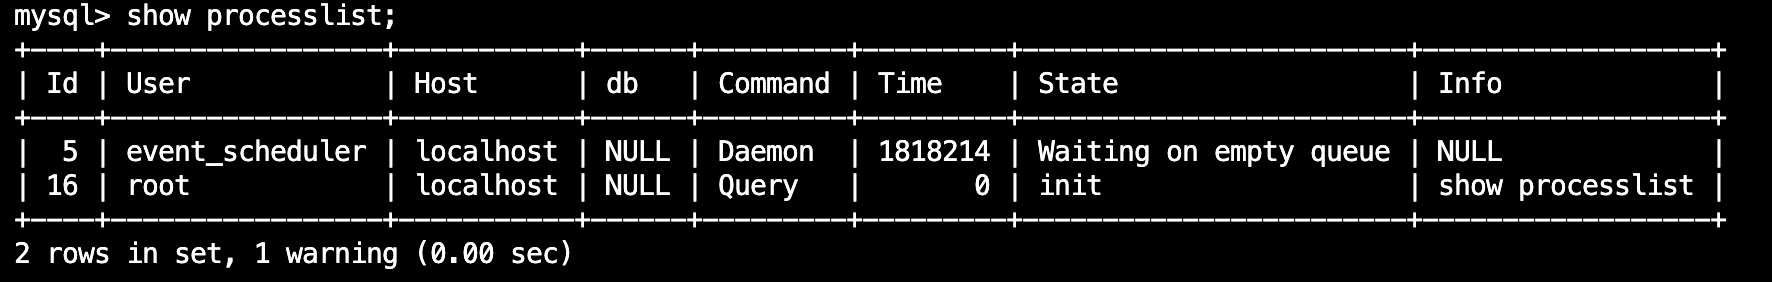 mysql> show processlist;
+----+-----------------+-----------+------+---------+---------+------------------------+------------------+
| Id | User            | Host      | db   | Command | Time    | State                  | Info             |
+----+-----------------+-----------+------+---------+---------+------------------------+------------------+
|  5 | event_scheduler | localhost | NULL | Daemon  | 1818214 | Waiting on empty queue | NULL             |
| 16 | root            | localhost | NULL | Query   |       0 | init                   | show processlist |
+----+-----------------+-----------+------+---------+---------+------------------------+------------------+
2 rows in set, 1 warning (0.00 sec)